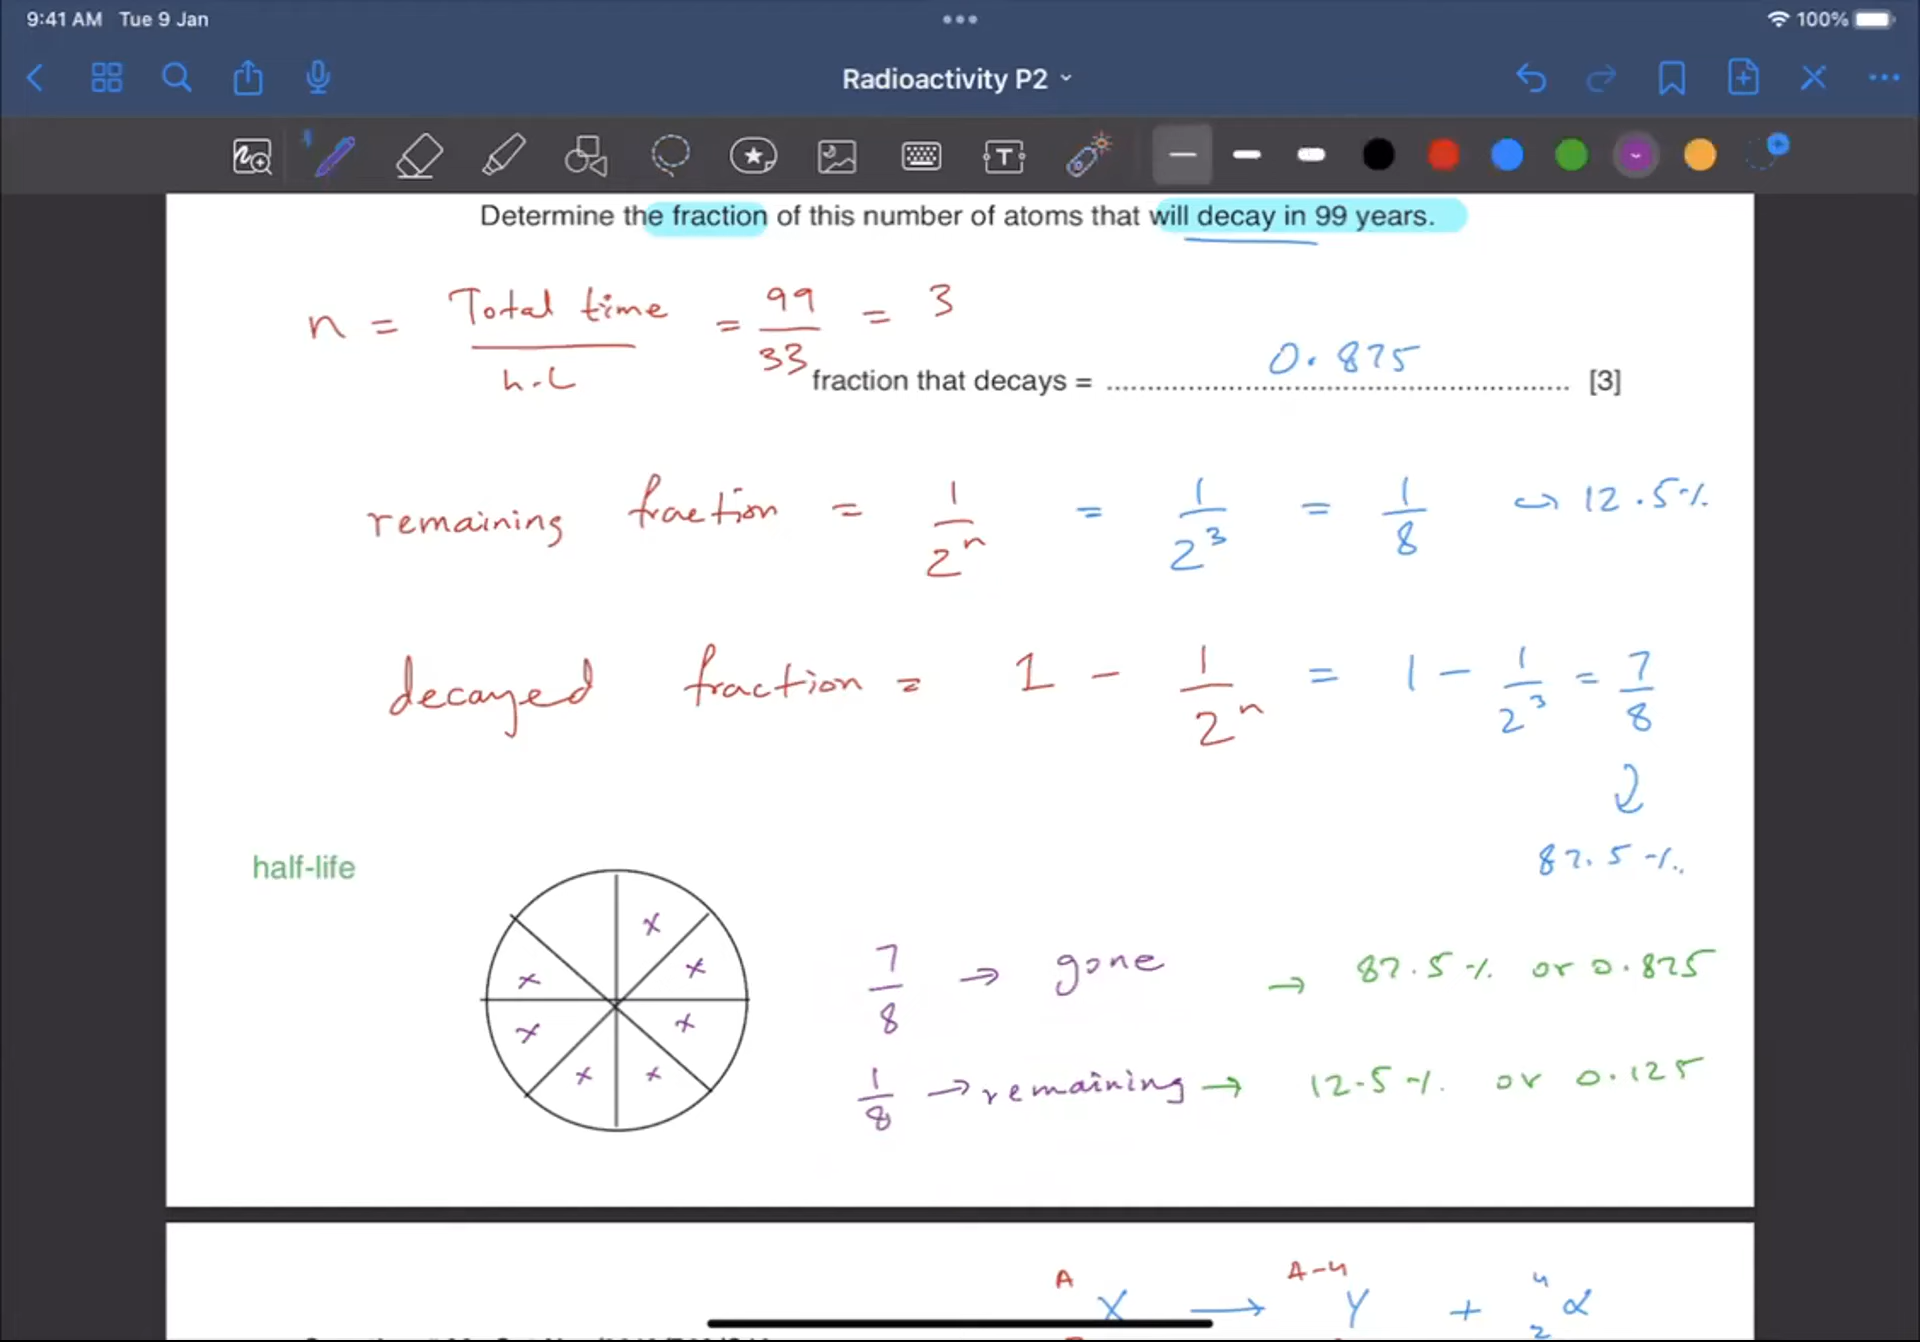 9:41 AM Tue 9 Jan
100%
Radioactivity P2
Determine the fraction of this number of atoms that will decay in 99 years.
n = Total time / h.L = 99/33 = 3
fraction that decays = 0.875 [3]
remaining fraction = 1/2^n = 1/2^3 = 1/8 ↪ 12.5%
decayed fraction = 1 - 1/2^n = 1 - 1/2^3 = 7/8
87.5%
half-life
x x x x x x x
7/8 → gone → 87.5% or 0.875
1/8 → remaining → 12.5% or 0.125
A X → A-4 Y + 4 2 α